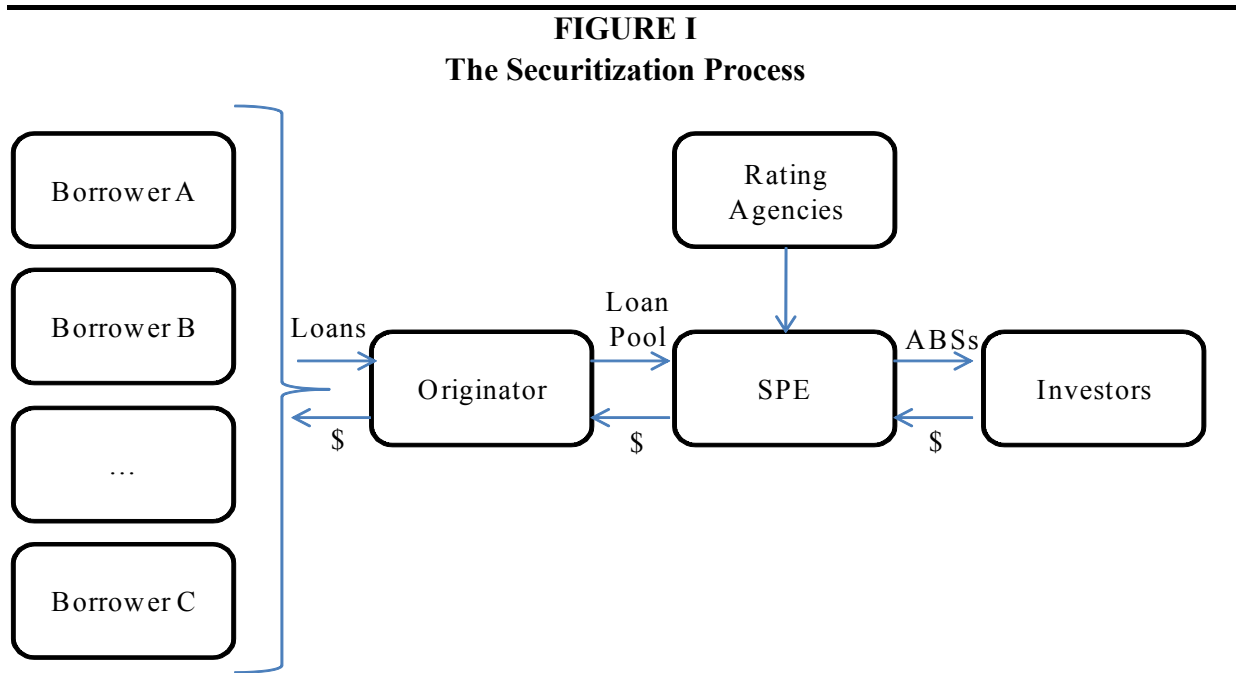 FIGURE I
The Securitization Process
Borrower A
Borrower B
…
Borrower C
Loans
$
Originator
Loan
Pool
$
Rating
Agencies
SPE
ABSs
$
Investors